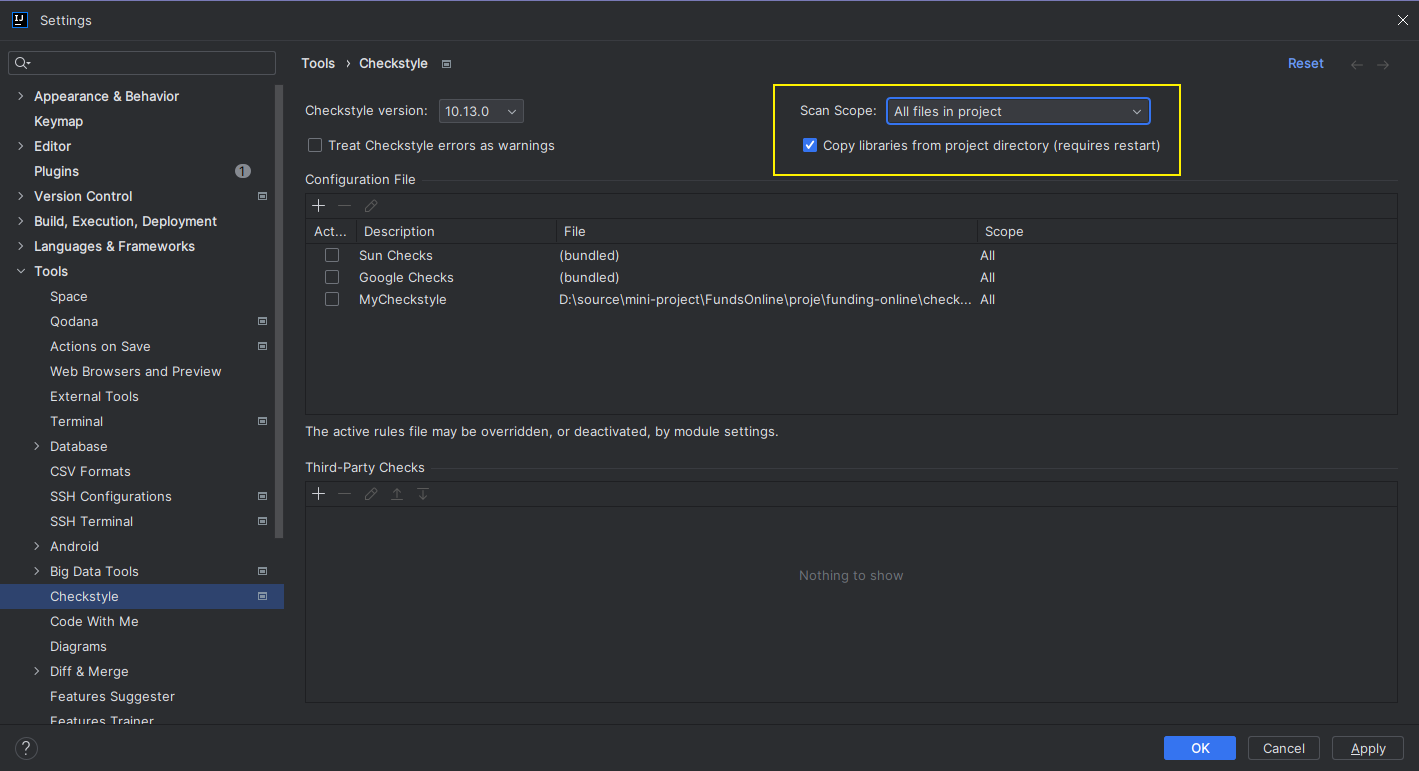 Settings
Tools › Checkstyle
Reset
Appearance & Behavior
Keymap
Editor
Plugins 1
Version Control
Build, Execution, Deployment
Languages & Frameworks
Tools
Space
Qodana
Actions on Save
Web Browsers and Preview
External Tools
Terminal
Database
CSV Formats
SSH Configurations
SSH Terminal
Android
Big Data Tools
Checkstyle
Code With Me
Diagrams
Diff & Merge
Features Suggester
Features Trainer
Checkstyle version: 10.13.0
Scan Scope: All files in project
Treat Checkstyle errors as warnings
Copy libraries from project directory (requires restart)
Configuration File
Act... Description File Scope
Sun Checks (bundled) All
Google Checks (bundled) All
MyCheckstyle D:\source\mini-project\FundsOnline\proje\funding-online\check... All
The active rules file may be overridden, or deactivated, by module settings.
Third-Party Checks
Nothing to show
?
OK Cancel Apply